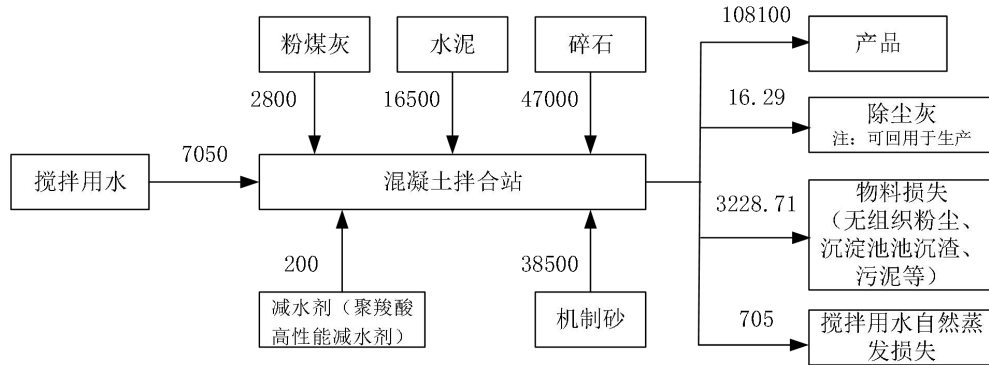 粉煤灰
水泥
碎石
108100
产品
2800
16500
47000
16.29
除尘灰
注：可回用于生产
搅拌用水
7050
混凝土拌合站
3228.71
物料损失
（无组织粉尘、
沉淀池池沉渣、
污泥等）
200
38500
减水剂（聚羧酸
高性能减水剂）
机制砂
705
搅拌用水自然蒸
发损失